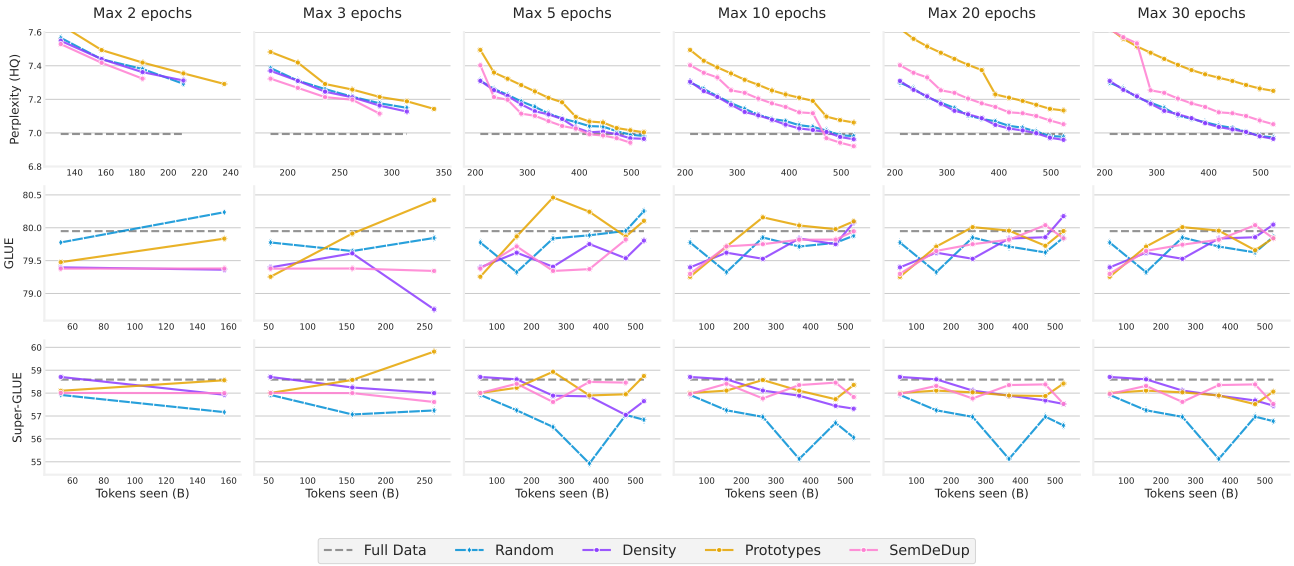 Max 2 epochs Max 3 epochs Max 5 epochs Max 10 epochs Max 20 epochs Max 30 epochs
Perplexity (HQ)
7.6
7.4
7.2
7.0
6.8
140 160 180 200 220 240 200 250 300 350 200 300 400 500 200 300 400 500 200 300 400 500 200 300 400 500
GLUE
80.5
80.0
79.5
79.0
60 80 100 120 140 160 50 100 150 200 250 100 200 300 400 500 100 200 300 400 500 100 200 300 400 500 100 200 300 400 500
Super-GLUE
60
58
57
56
55
60 80 100 120 140 160 50 100 150 200 250 100 200 300 400 500 100 200 300 400 500 100 200 300 400 500 100 200 300 400 500
Tokens seen (B) Tokens seen (B) Tokens seen (B) Tokens seen (B) Tokens seen (B) Tokens seen (B)
Full Data Random Density Prototypes SemDeDup